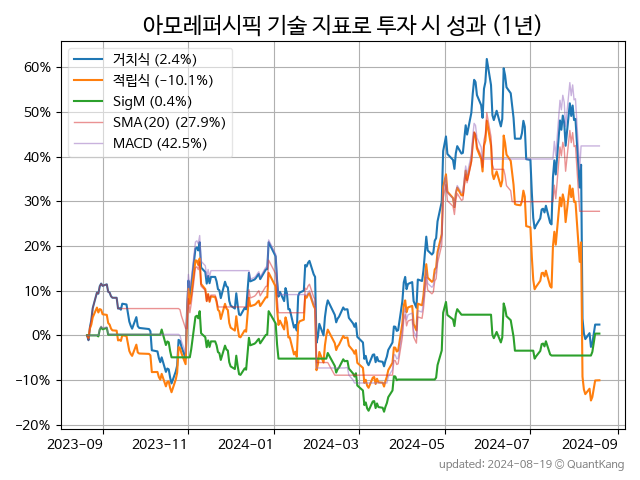 아모레퍼시픽 기술 지표로 투자 시 성과 (1년)
거치식 (2.4%)
적립식 (−10.1%)
SigM (0.4%)
SMA(20) (27.9%)
MACD (42.5%)
60%
50%
40%
30%
20%
10%
0%
−10%
−20%
2023-09 2023-11 2024-01 2024-03 2024-05 2024-07 2024-09
updated: 2024-08-19 © QuantKang